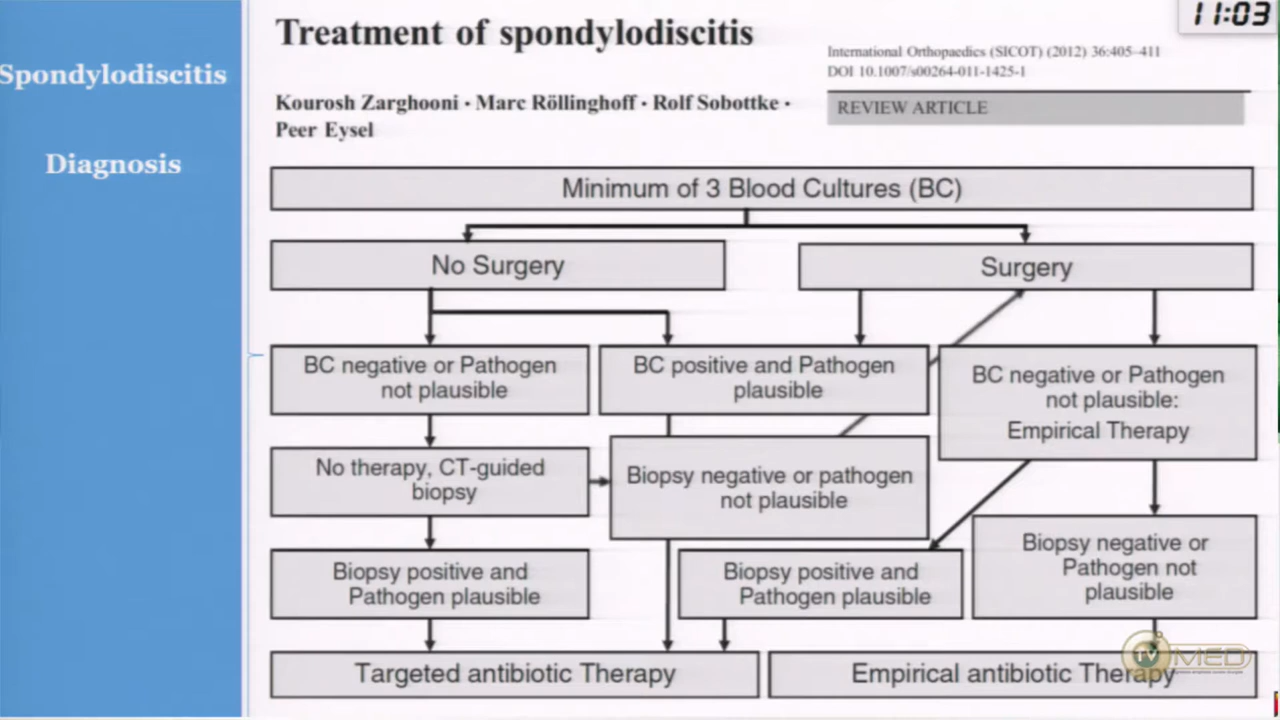 11:03
Spondylodiscitis
Diagnosis
Treatment of spondylodiscitis
International Orthopaedics (SICOT) (2012) 36:405–411
DOI 10.1007/s00264-011-1425-1
Kourosh Zarghooni · Marc Röllinghoff · Rolf Sobottke ·
Peer Eysel
REVIEW ARTICLE
Minimum of 3 Blood Cultures (BC)
No Surgery
Surgery
BC negative or Pathogen
not plausible
BC positive and Pathogen
plausible
BC negative or Pathogen
not plausible:
Empirical Therapy
No therapy, CT-guided
biopsy
Biopsy negative or pathogen
not plausible
Biopsy positive and
Pathogen plausible
Biopsy positive and
Pathogen plausible
Biopsy negative or
Pathogen not
plausible
Targeted antibiotic Therapy
Empirical antibiotic Therapy
TV MED